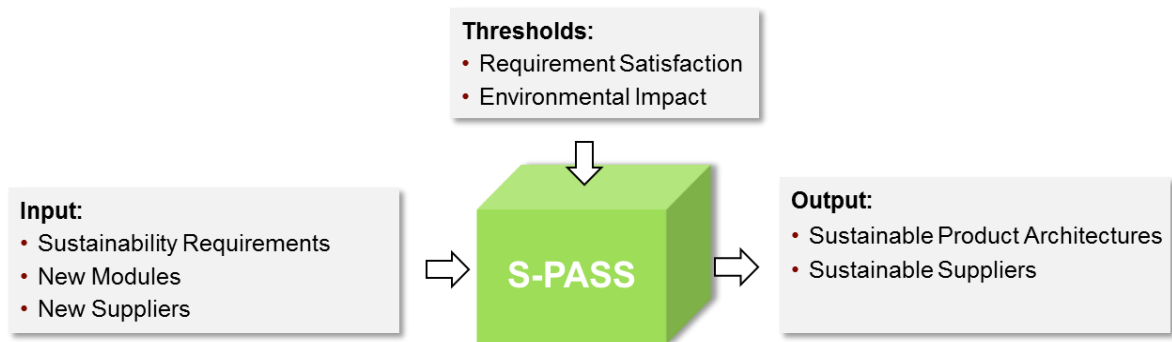 Thresholds:
• Requirement Satisfaction
• Environmental Impact
Input:
• Sustainability Requirements
• New Modules
• New Suppliers
S-PASS
Output:
• Sustainable Product Architectures
• Sustainable Suppliers